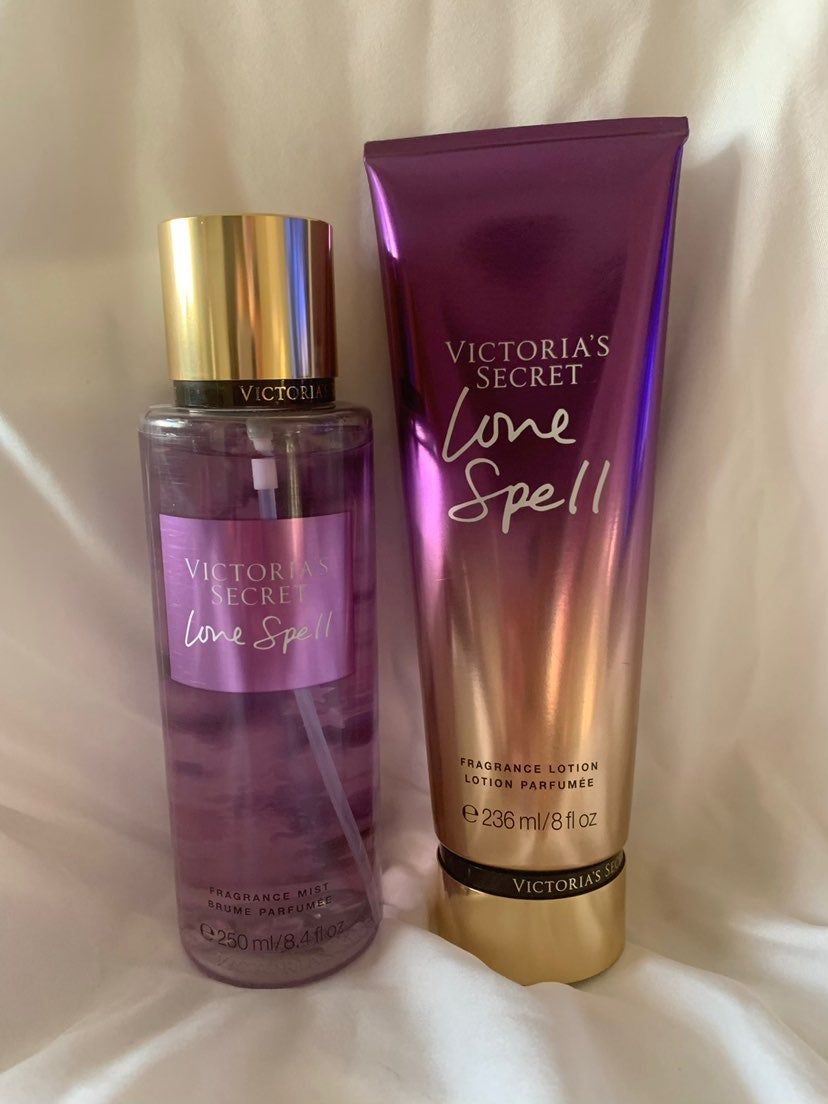 VICTORIA'S
VICTORIA'S
SECRET
Love Spell
FRAGRANCE MIST
BRUME PARFUMÉE
℮ 250 ml/8.4 fl oz
VICTORIA'S
SECRET
Love
Spell
FRAGRANCE LOTION
LOTION PARFUMÉE
℮ 236 ml/8 fl oz
VICTORIA'S SEC